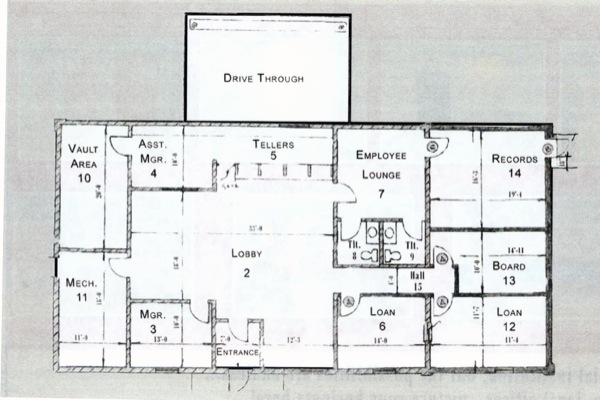 DRIVE THROUGH
VAULT
AREA
10
ASST.
MGR.
4
TELLERS
5
EMPLOYEE
LOUNGE
7
RECORDS
14
LOBBY
2
Tlt.
8
Tlt.
9
Hall
15
BOARD
13
MECH.
11
MGR.
3
ENTRANCE
LOAN
6
LOAN
12
33'-0
19'-4
14'-11
11'-0
13'-0
7'-0
12'-3
14'-0
11'-4